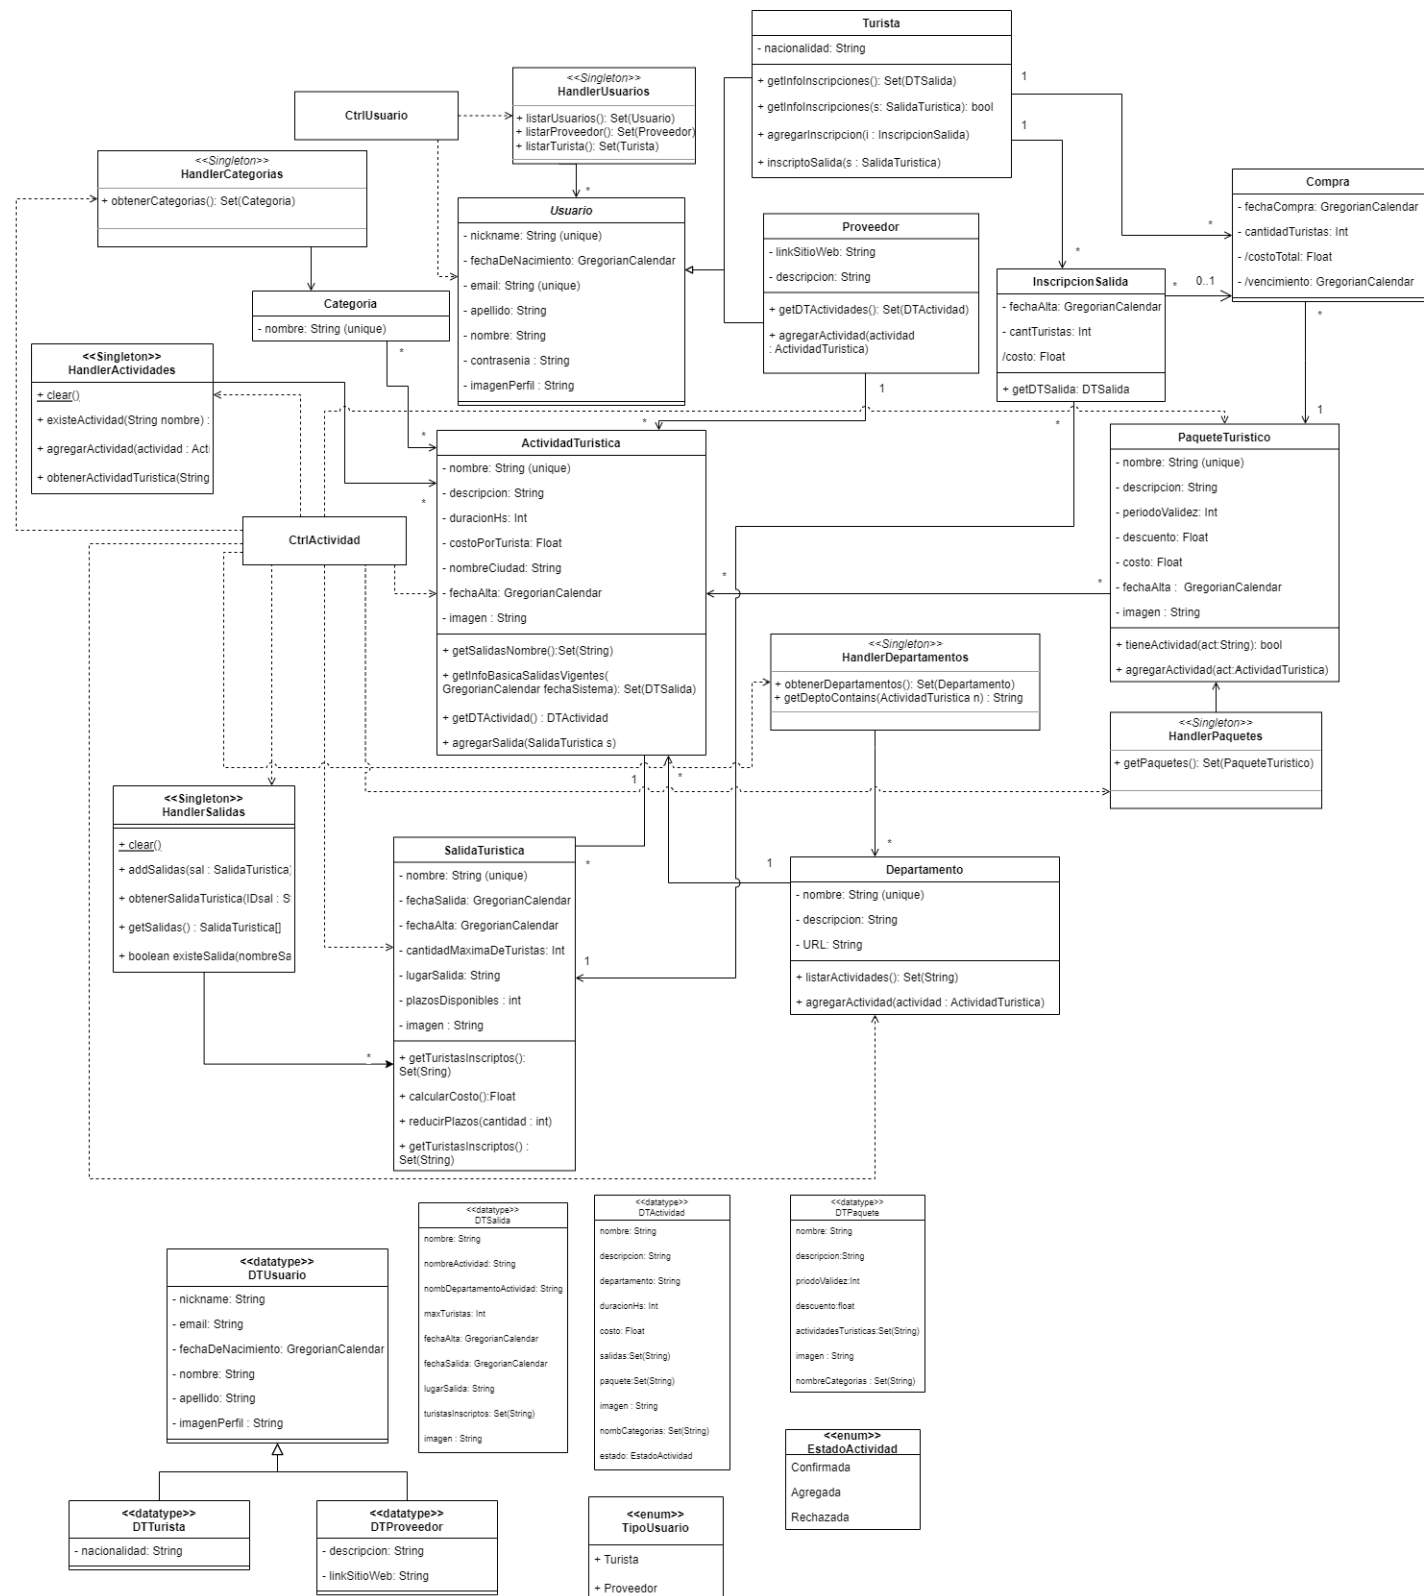 Turista
- nacionalidad: String
+ getInfoInscripciones(): Set(DTSalida)
+ getInfoInscripciones(s: SalidaTuristica): bool
+ agregarInscripcion(i : InscripcionSalida)
+ inscriptoSalida(s : SalidaTuristica)
1
1
<<Singleton>>
HandlerUsuarios
+ listarUsuarios(): Set(Usuario)
+ listarProveedor(): Set(Proveedor)
+ listarTurista(): Set(Turista)
*
CtrlUsuario
<<Singleton>>
HandlerCategorias
+ obtenerCategorias(): Set(Categoria)
Compra
- fechaCompra: GregorianCalendar
- cantidadTuristas: Int
- /costoTotal: Float
- /vencimiento: GregorianCalendar
*
*
Usuario
- nickname: String (unique)
- fechaDeNacimiento: GregorianCalendar
- email: String (unique)
- apellido: String
- nombre: String
- contrasenia : String
- imagenPerfil : String
Proveedor
- linkSitioWeb: String
- descripcion: String
+ getDTActividades(): Set(DTActividad)
+ agregarActividad(actividad
: ActividadTuristica)
1
*
InscripcionSalida
- fechaAlta: GregorianCalendar
- cantTuristas: Int
/costo: Float
+ getDTSalida: DTSalida
*
*
0..1
*
1
Categoria
- nombre: String (unique)
*
*
<<Singleton>>
HandlerActividades
+ clear()
+ existeActividad(String nombre) :
+ agregarActividad(actividad : Acti
+ obtenerActividadTuristica(String
*
ActividadTuristica
- nombre: String (unique)
- descripcion: String
- duracionHs: Int
- costoPorTurista: Float
- nombreCiudad: String
- fechaAlta: GregorianCalendar
- imagen : String
+ getSalidasNombre():Set(String)
+ getInfoBasicaSalidasVigentes(
GregorianCalendar fechaSistema): Set(DTSalida)
+ getDTActividad() : DTActividad
+ agregarSalida(SalidaTuristica s)
1
*
*
*
PaqueteTuristico
- nombre: String (unique)
- descripcion: String
- periodoValidez: Int
- descuento: Float
- costo: Float
- fechaAlta :  GregorianCalendar
- imagen : String
+ tieneActividad(act:String): bool
+ agregarActividad(act:ActividadTuristica)
CtrlActividad
<<Singleton>>
HandlerDepartamentos
+ obtenerDepartamentos(): Set(Departamento)
+ getDeptoContains(ActividadTuristica n) : String
*
<<Singleton>>
HandlerPaquetes
+ getPaquetes(): Set(PaqueteTuristico)
<<Singleton>>
HandlerSalidas
+ clear()
+ addSalidas(sal : SalidaTuristica)
+ obtenerSalidaTuristica(IDsal : St
+ getSalidas() : SalidaTuristica[]
+ boolean existeSalida(nombreSa
*
SalidaTuristica
- nombre: String (unique)
- fechaSalida: GregorianCalendar
- fechaAlta: GregorianCalendar
- cantidadMaximaDeTuristas: Int
- lugarSalida: String
- plazosDisponibles : int
- imagen : String
+ getTuristasInscriptos():
Set(Sring)
+ calcularCosto():Float
+ reducirPlazos(cantidad : int)
+ getTuristasInscriptos() :
Set(String)
*
1
1
Departamento
- nombre: String (unique)
- descripcion: String
- URL: String
+ listarActividades(): Set(String)
+ agregarActividad(actividad : ActividadTuristica)
<<datatype>>
DTUsuario
- nickname: String
- email: String
- fechaDeNacimiento: GregorianCalendar
- nombre: String
- apellido: String
- imagenPerfil : String
<<datatype>>
DTSalida
nombre: String
nombreActividad: String
nombDepartamentoActividad: String
maxTuristas: Int
fechaAlta: GregorianCalendar
fechaSalida: GregorianCalendar
lugarSalida: String
turistasInscriptos: Set(String)
imagen : String
<<datatype>>
DTActividad
nombre: String
descripcion: String
departamento: String
duracionHs: Int
costo: Float
salidas:Set(String)
paquete:Set(String)
imagen : String
nombCategorias: Set(String)
estado: EstadoActividad
<<datatype>>
DTPaquete
nombre: String
descripcion:String
priodoValidez:Int
descuento:float
actividadesTuristicas:Set(String)
imagen : String
nombreCategorias : Set(String)
<<enum>>
EstadoActividad
Confirmada
Agregada
Rechazada
<<datatype>>
DTTurista
- nacionalidad: String
<<datatype>>
DTProveedor
- descripcion: String
- linkSitioWeb: String
<<enum>>
TipoUsuario
+ Turista
+ Proveedor